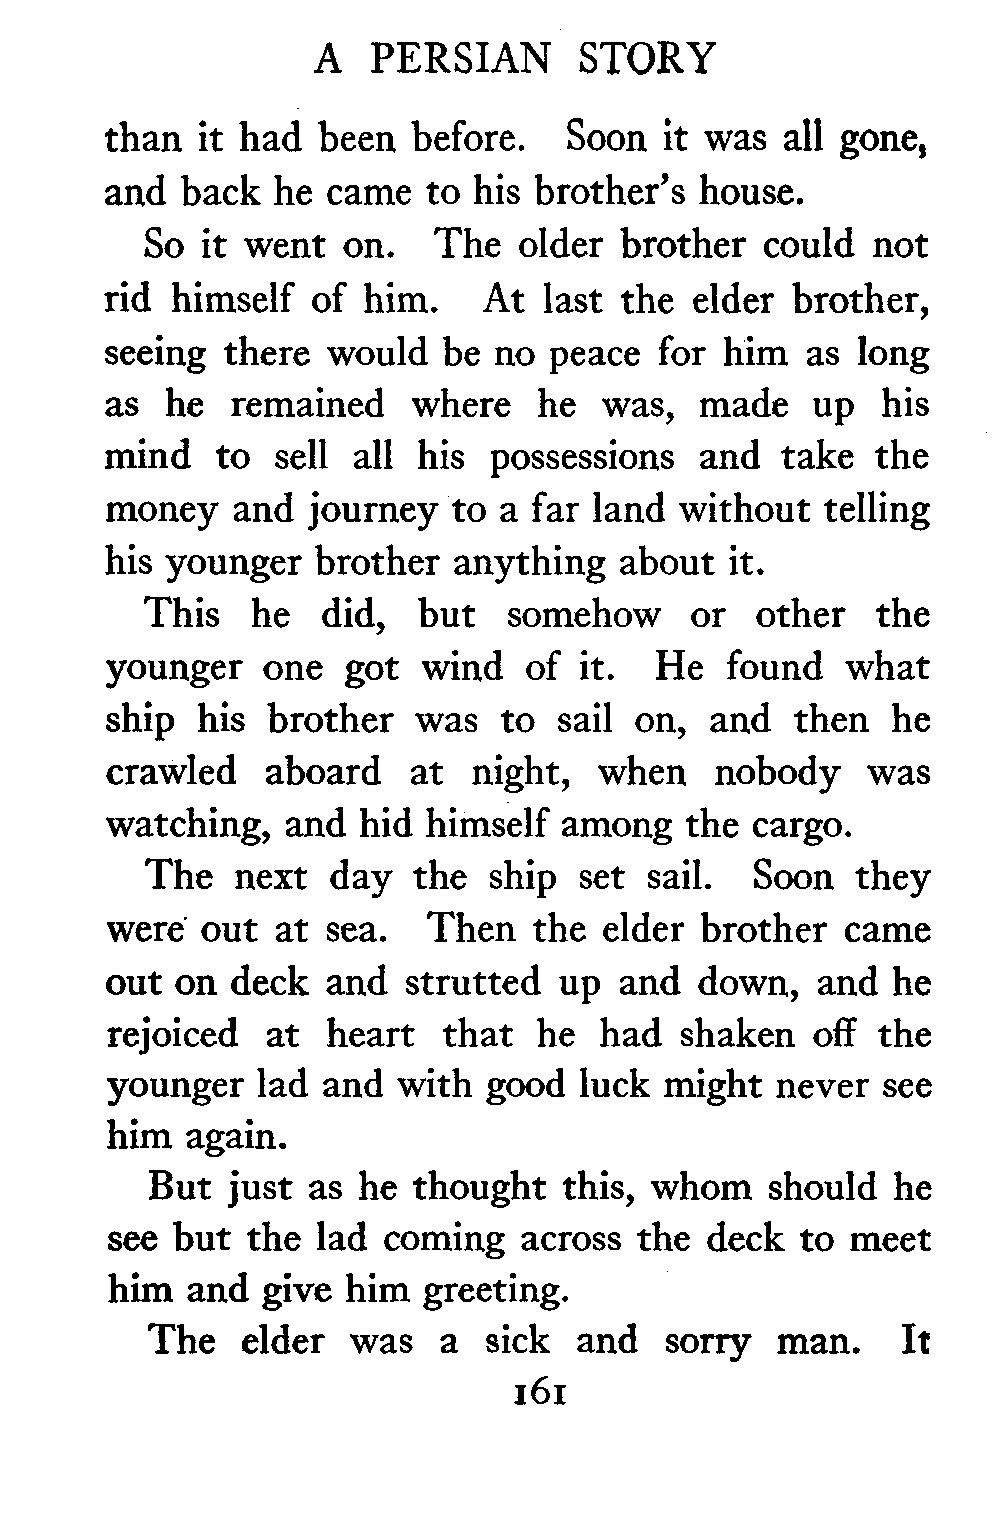 A PERSIAN STORY
than it had been before. Soon it was all gone,
and back he came to his brother's house.
So it went on. The older brother could not
rid himself of him. At last the elder brother,
seeing there would be no peace for him as long
as he remained where he was, made up his
mind to sell all his possessions and take the
money and journey to a far land without telling
his younger brother anything about it.
This he did, but somehow or other the
younger one got wind of it. He found what
ship his brother was to sail on, and then he
crawled aboard at night, when nobody was
watching, and hid himself among the cargo.
The next day the ship set sail. Soon they
were out at sea. Then the elder brother came
out on deck and strutted up and down, and he
rejoiced at heart that he had shaken off the
younger lad and with good luck might never see
him again.
But just as he thought this, whom should he
see but the lad coming across the deck to meet
him and give him greeting.
The elder was a sick and sorry man. It
161